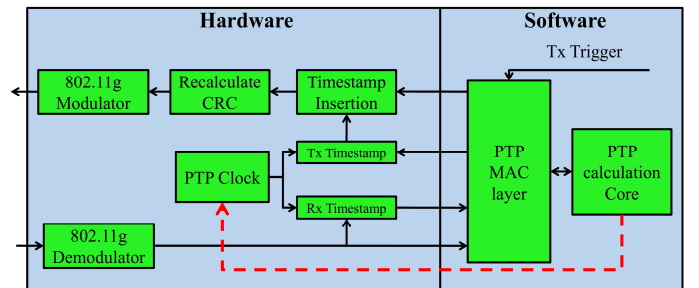 Hardware
Software
Tx Trigger
802.11g
Modulator
Recalculate
CRC
Timestamp
Insertion
Tx Timestamp
PTP Clock
Rx Timestamp
PTP
MAC
layer
PTP
calculation
Core
802.11g
Demodulator